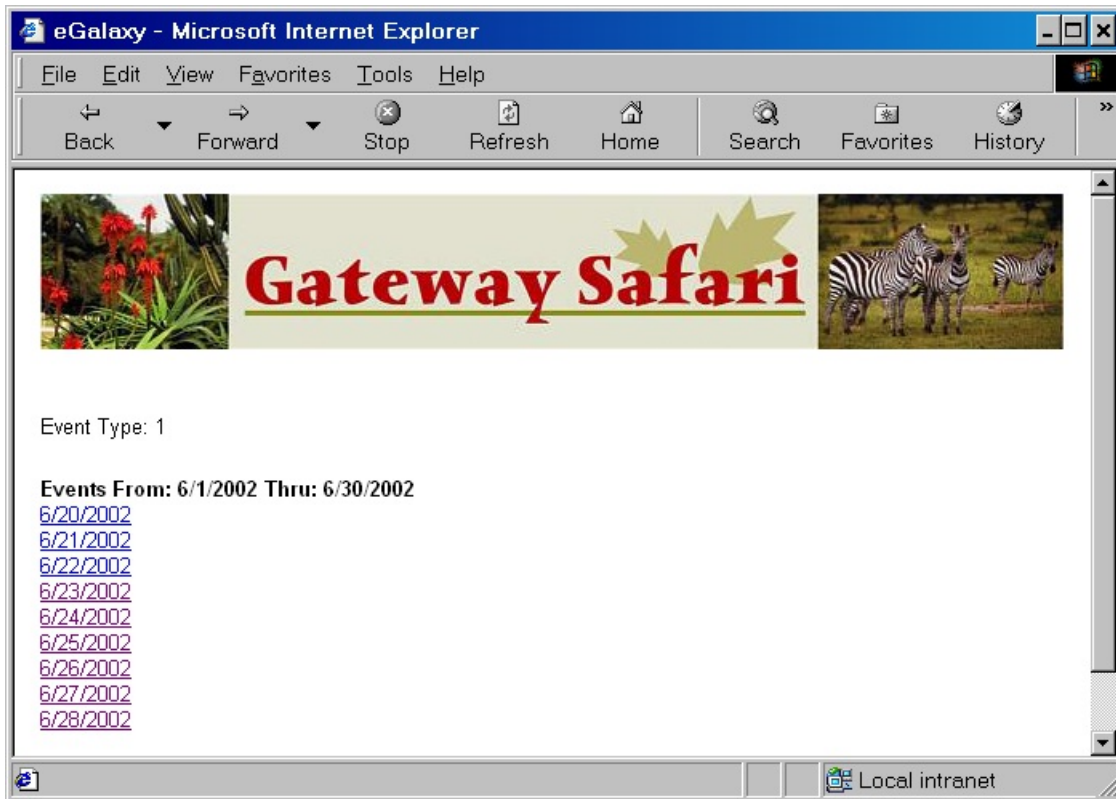 eGalaxy - Microsoft Internet Explorer
File Edit View Favorites Tools Help
Back Forward Stop Refresh Home Search Favorites History »
Gateway Safari
Event Type: 1
Events From: 6/1/2002 Thru: 6/30/2002
6/20/2002
6/21/2002
6/22/2002
6/23/2002
6/24/2002
6/25/2002
6/26/2002
6/27/2002
6/28/2002
Local intranet